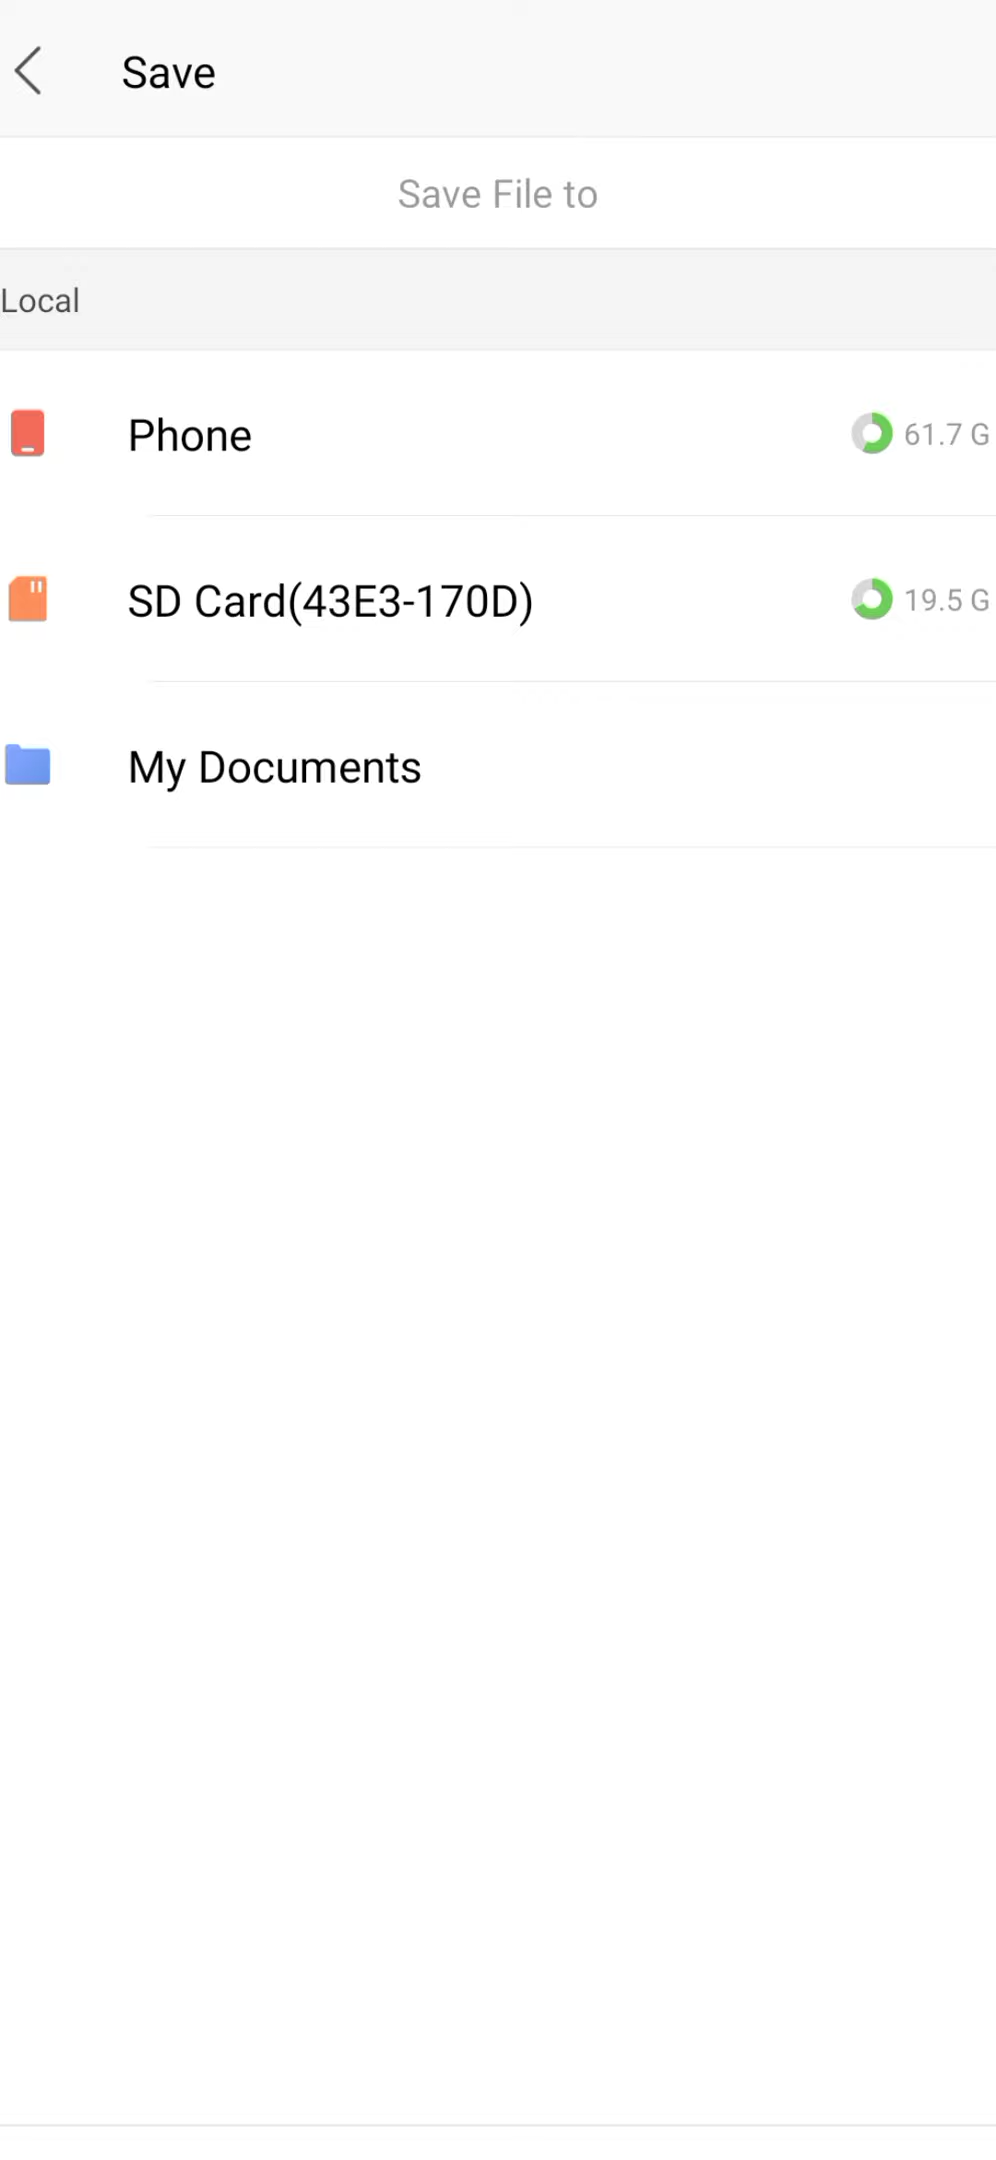 Save
Save File to
Local
Phone
61.7 G
SD Card(43E3-170D)
19.5 G
My Documents